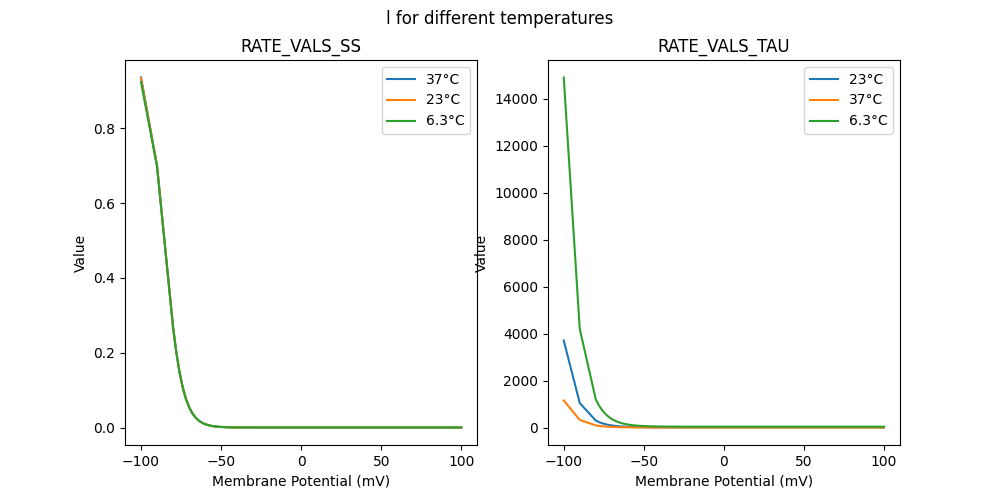 l for different temperatures
RATE_VALS_SS
RATE_VALS_TAU
37°C
23°C
6.3°C
23°C
37°C
6.3°C
0.8
0.6
0.4
0.2
0.0
Value
−100
−50
0
50
100
Membrane Potential (mV)
14000
12000
10000
8000
6000
4000
2000
0
Value
−100
−50
0
50
100
Membrane Potential (mV)